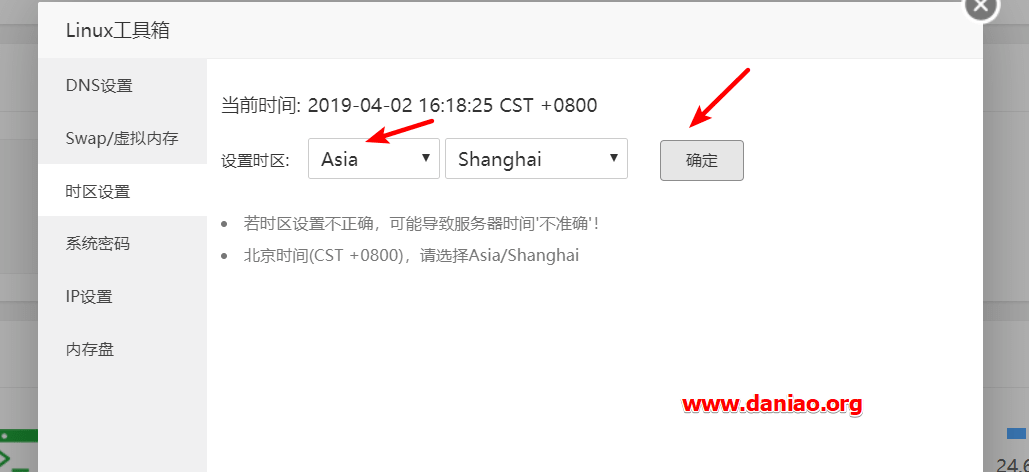 Linux工具箱
DNS设置
Swap/虚拟内存
时区设置
系统密码
IP设置
内存盘
当前时间: 2019-04-02 16:18:25 CST +0800
设置时区: Asia Shanghai 确定
若时区设置不正确，可能导致服务器时间'不准确'！
北京时间(CST +0800)，请选择Asia/Shanghai
www.daniao.org